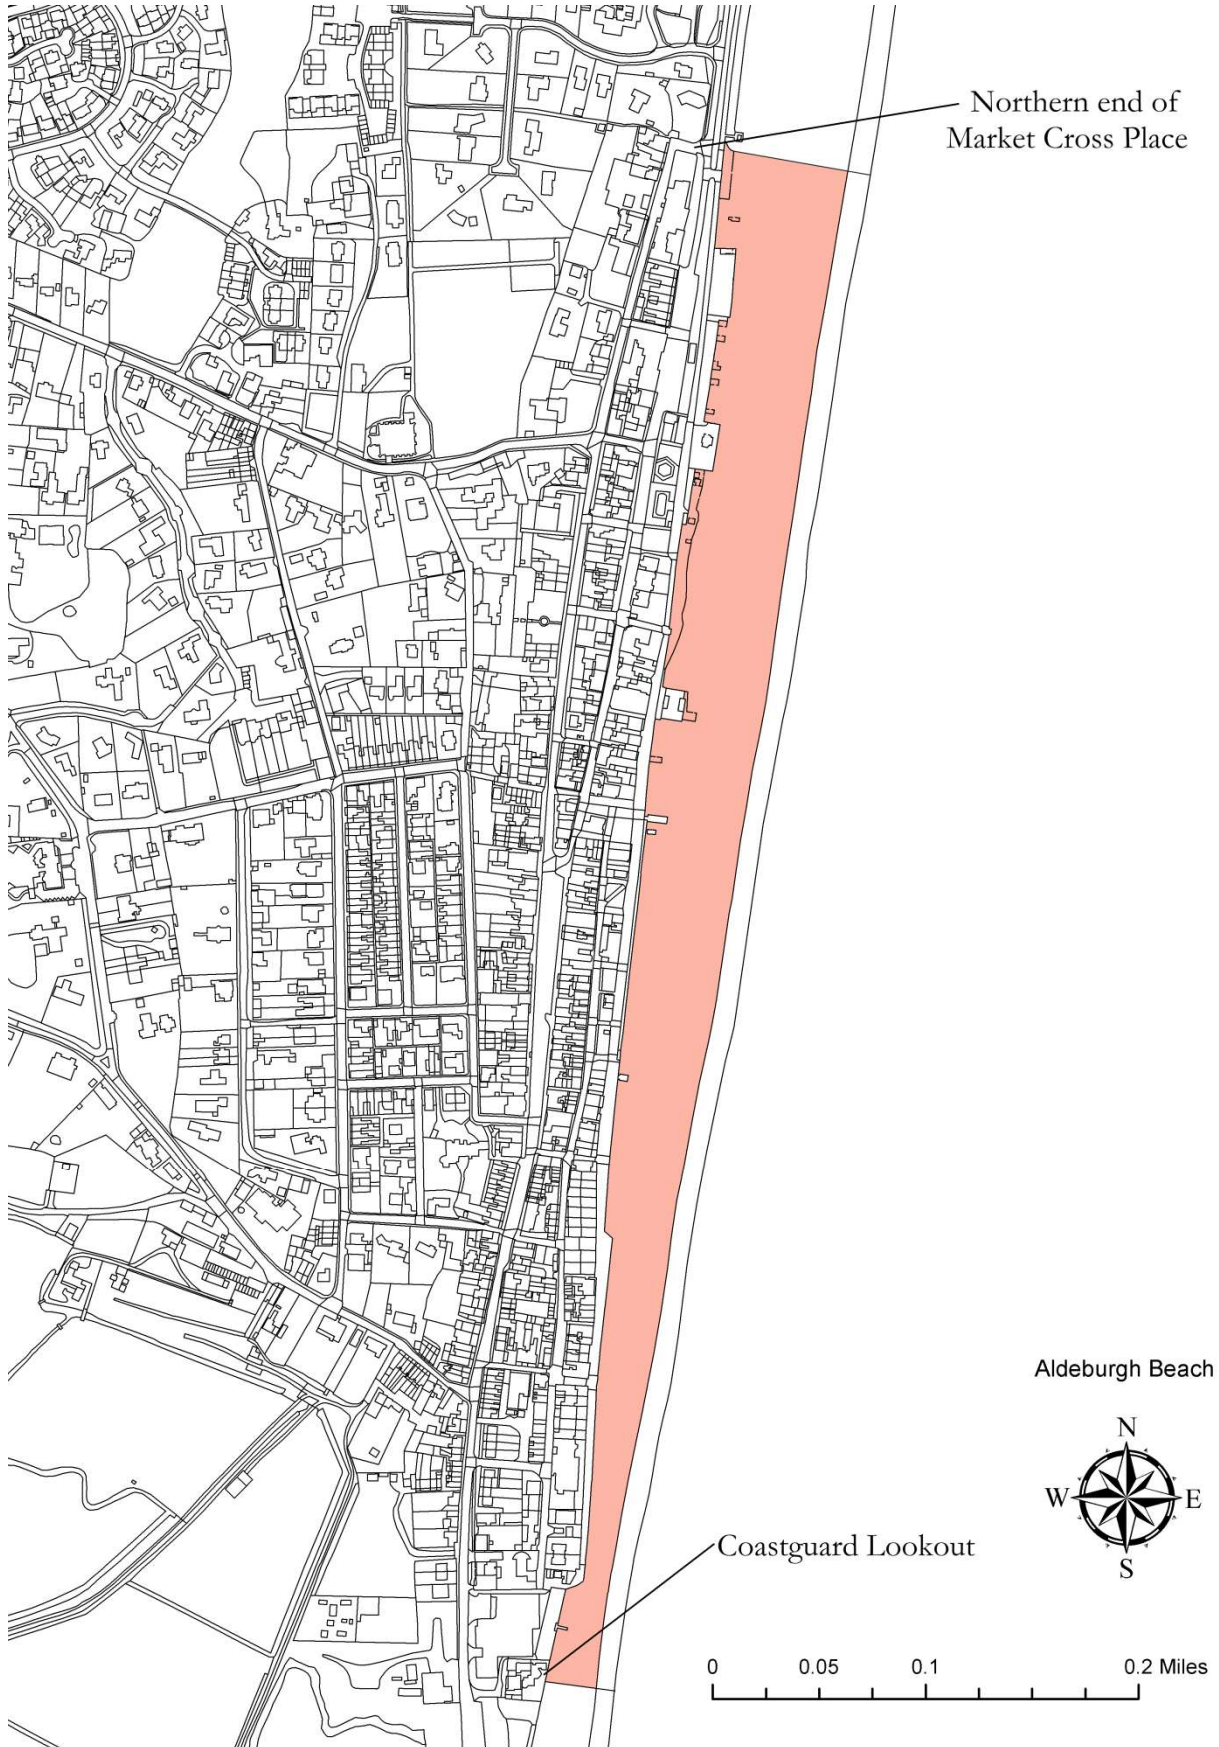 Northern end of
Market Cross Place
Aldeburgh Beach
N
W E
S
Coastguard Lookout
0 0.05 0.1 0.2 Miles